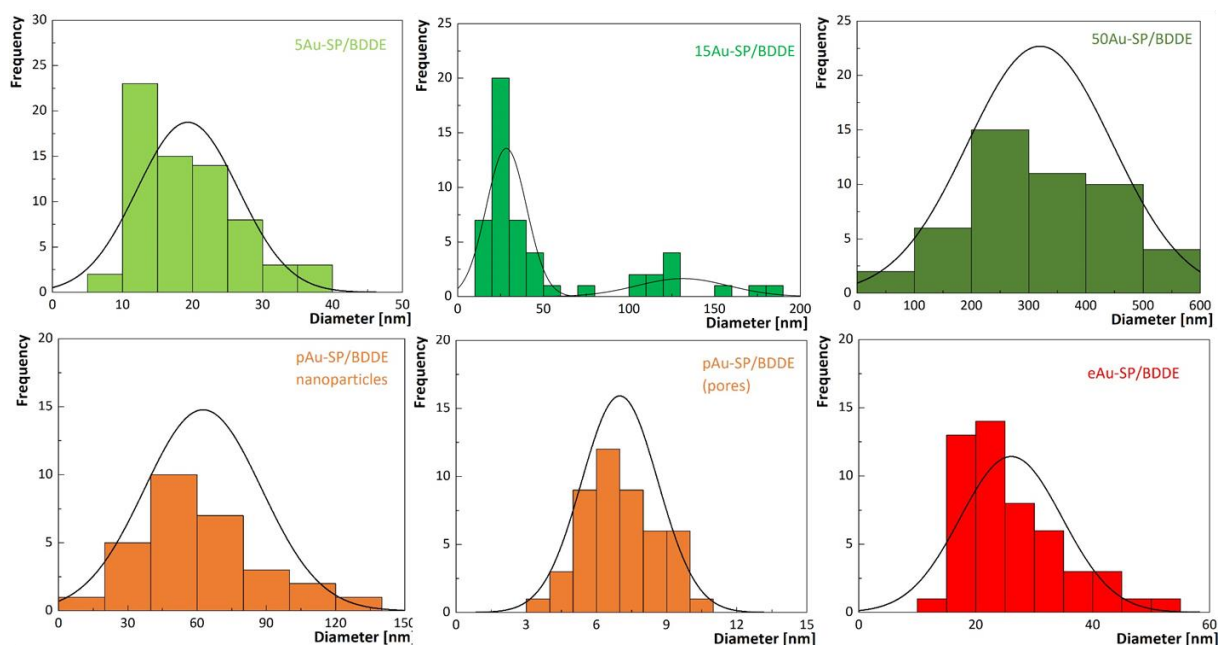 Frequency
30
25
20
15
10
5
0
5Au-SP/BDDE
0 10 20 30 40 50
Diameter [nm]
Frequency
25
20
15
10
5
0
15Au-SP/BDDE
0 50 100 150 200
Diameter [nm]
Frequency
30
25
20
15
10
5
0
50Au-SP/BDDE
0 100 200 300 400 500 600
Diameter [nm]
Frequency
20
15
10
5
0
pAu-SP/BDDE
nanoparticles
0 30 60 90 120 150
Diameter [nm]
Frequency
20
15
10
5
0
pAu-SP/BDDE
(pores)
0 3 6 9 12 15
Diameter [nm]
Frequency
20
15
10
5
0
eAu-SP/BDDE
0 20 40 60
Diameter [nm]